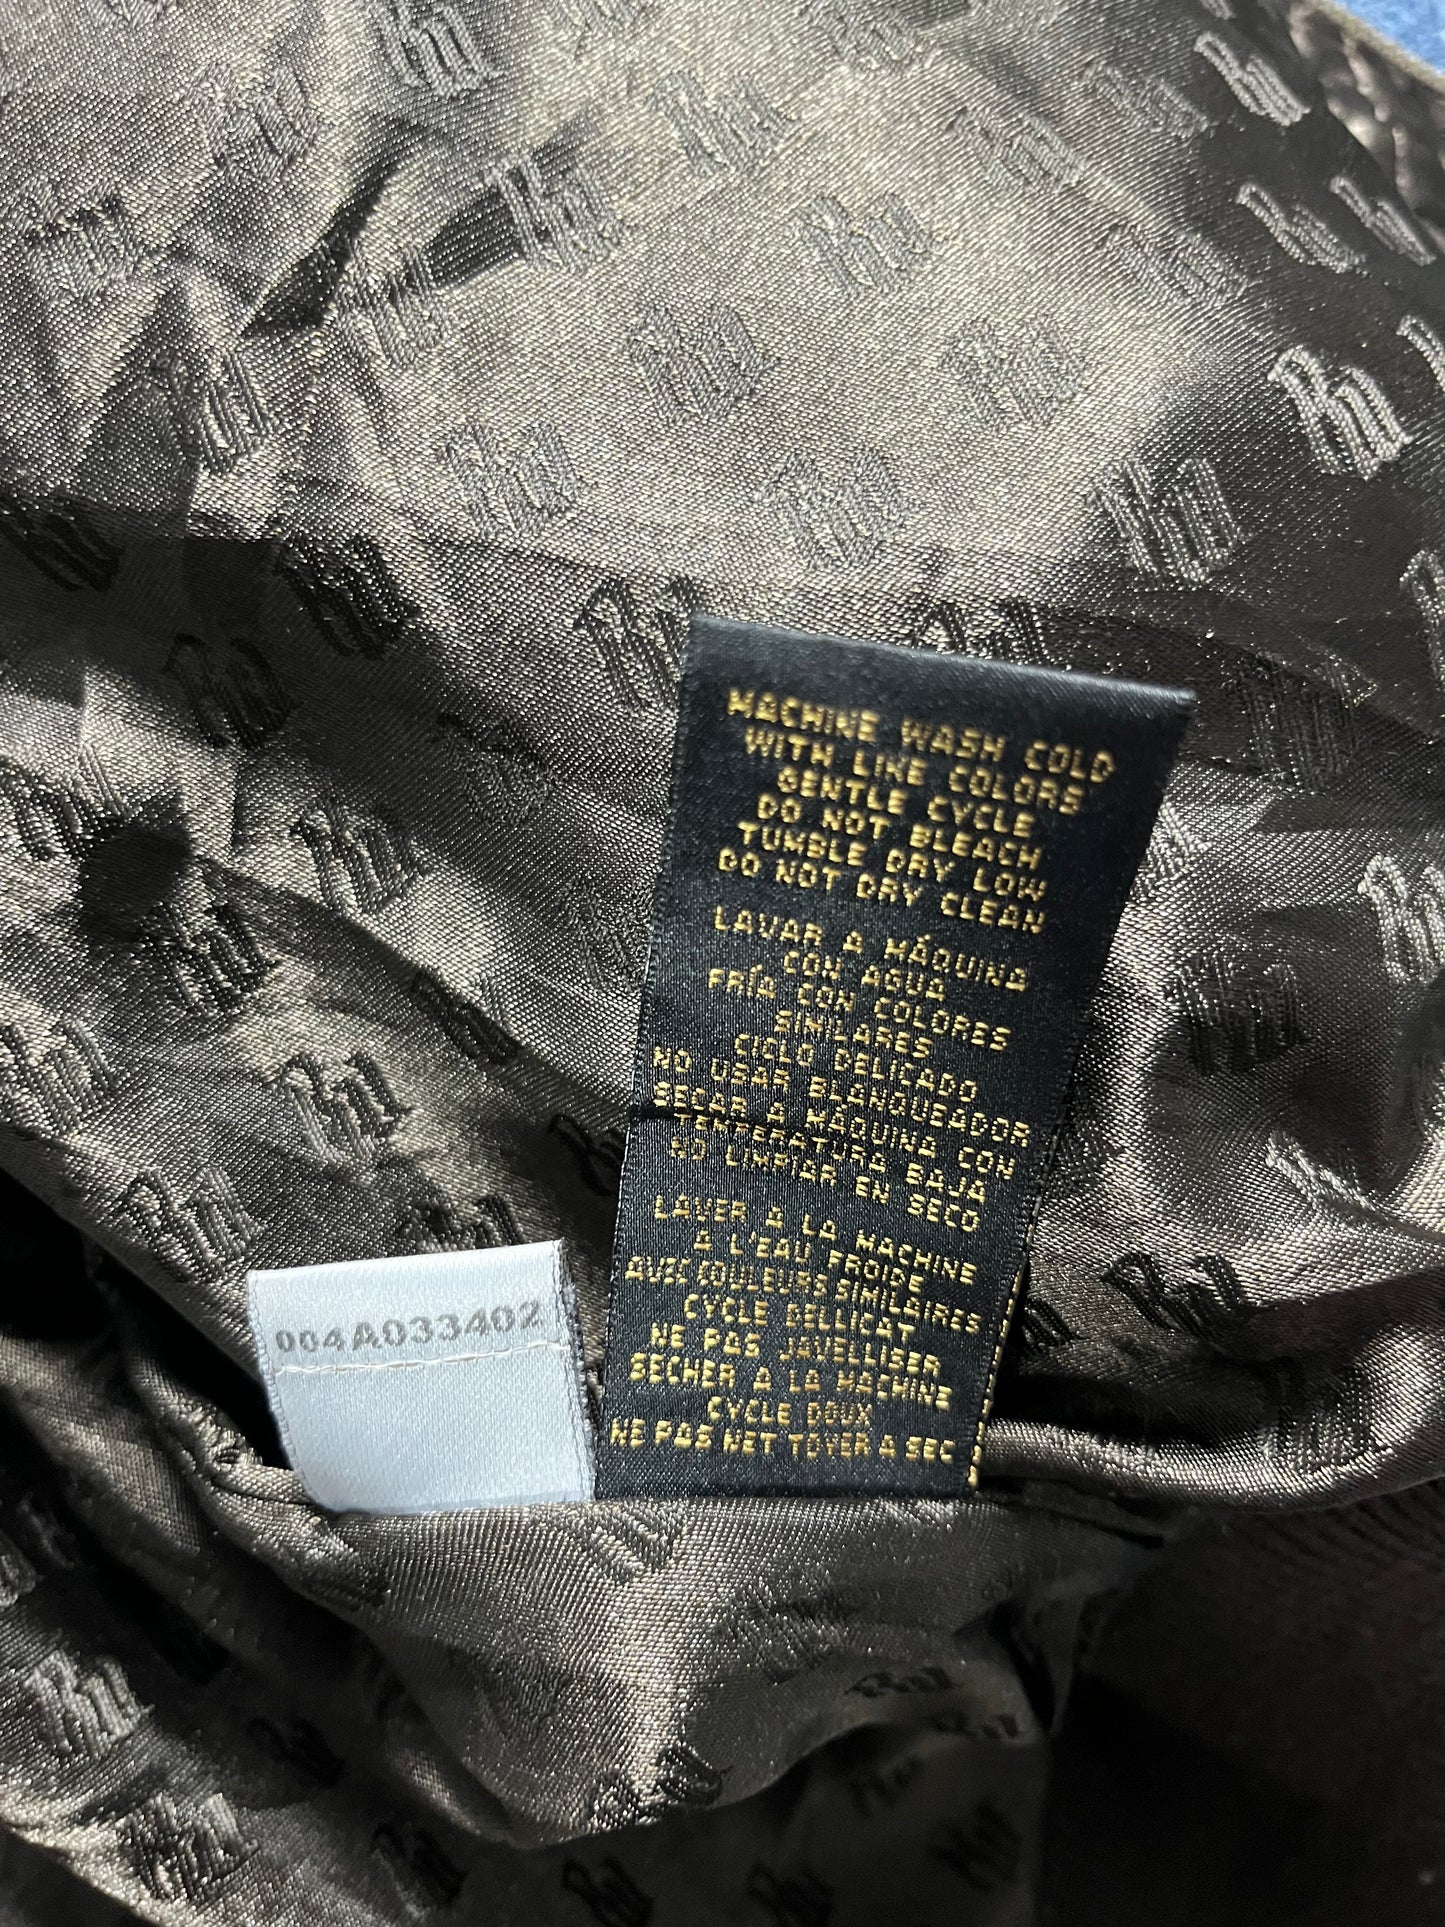 MACHINE WASH COLD
WITH LIKE COLORS
GENTLE CYCLE
DO NOT BLEACH
TUMBLE DRY LOW
DO NOT DRY CLEAN
LAVAR A MÁQUINA
CON AGUA
FRÍA CON COLORES
SIMILARES
CICLO DELICADO
NO USAR BLANQUEADOR
SECAR A MÁQUINA CON
TEMPERATURA BAJA
NO LIMPIAR EN SECO
LAVER A LA MACHINE
A L'EAU FROIDE
AVEC COULEURS SIMILAIRES
CYCLE DELLICAT
NE PAS JAVELLISER
SECHER A LA MACHINE
CYCLE DOUX
NE PAS NET TOYER A SEC
004A033402